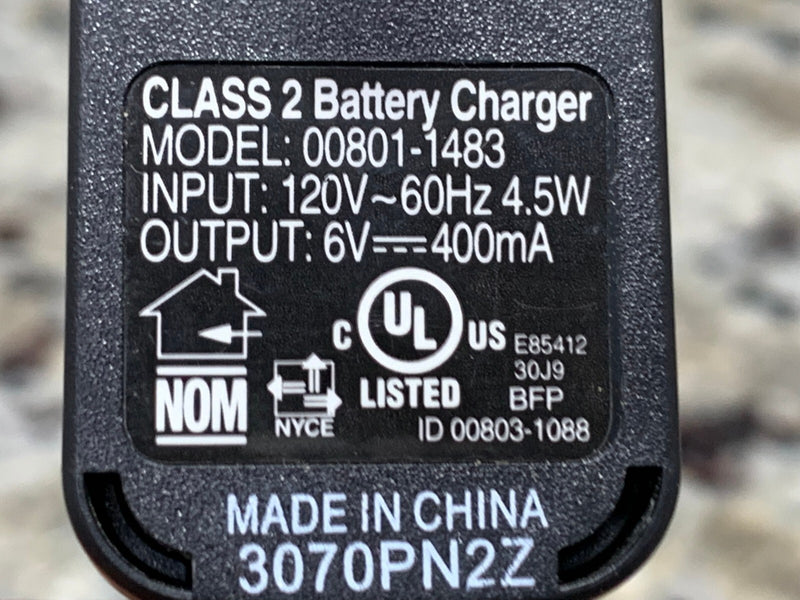 CLASS 2 Battery Charger
MODEL: 00801-1483
INPUT: 120V~60Hz 4.5W
OUTPUT: 6V⎓400mA
C UL US E85412
30J9
NOM NYCE LISTED BFP
ID 00803-1088
MADE IN CHINA
3070PN2Z